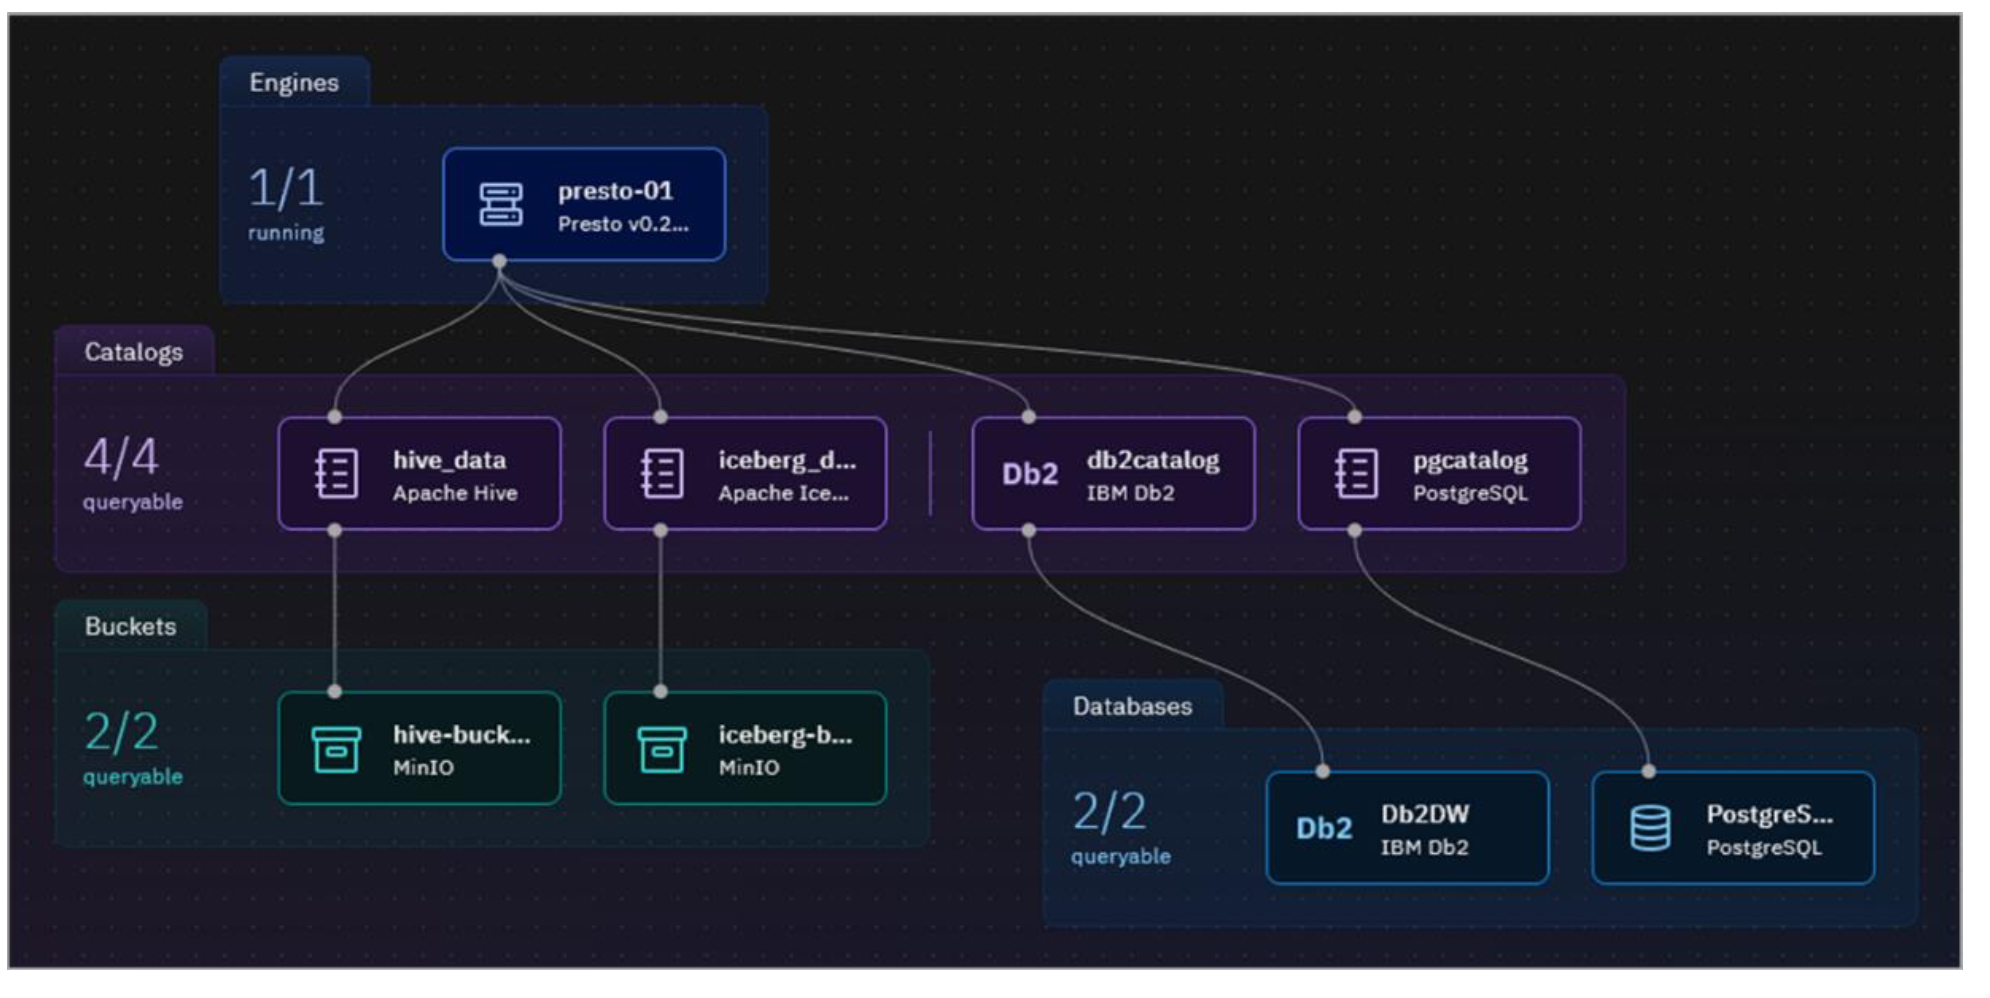 Engines
1/1
running
presto-01
Presto v0.2...
Catalogs
4/4
queryable
hive_data
Apache Hive
iceberg_d...
Apache Ice...
Db2
db2catalog
IBM Db2
pgcatalog
PostgreSQL
Buckets
2/2
queryable
hive-buck...
MinIO
iceberg-b...
MinIO
Databases
2/2
queryable
Db2
Db2DW
IBM Db2
PostgreS...
PostgreSQL